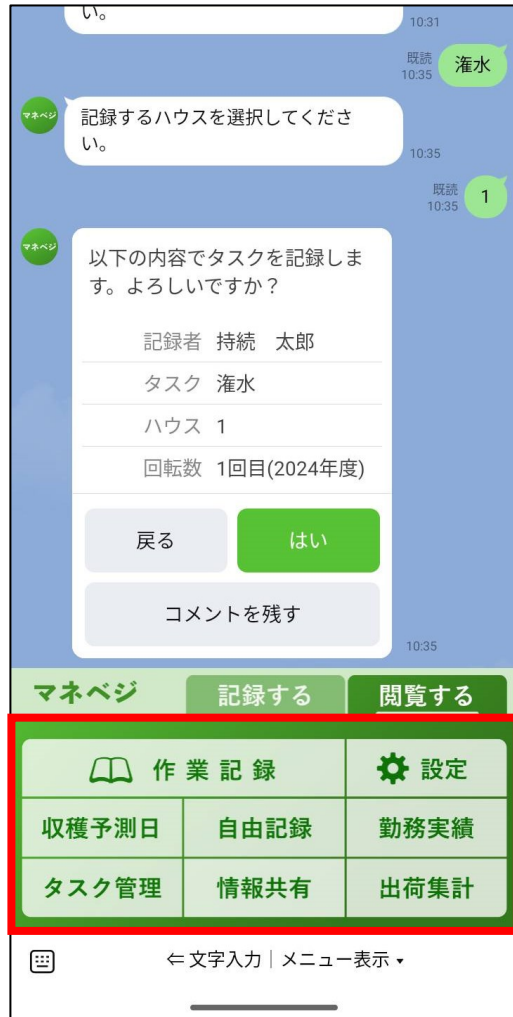 い。
10:31
既読
10:35
潅水
マネベジ
記録するハウスを選択してくださ
い。
10:35
既読
10:35
1
マネベジ
以下の内容でタスクを記録しま
す。よろしいですか？
記録者 持続　太郎
タスク 潅水
ハウス 1
回転数 1回目(2024年度)
戻る
はい
コメントを残す
10:35
マネベジ
記録する
閲覧する
作業記録
設定
収穫予測日
自由記録
勤務実績
タスク管理
情報共有
出荷集計
⇐文字入力｜メニュー表示 ▾